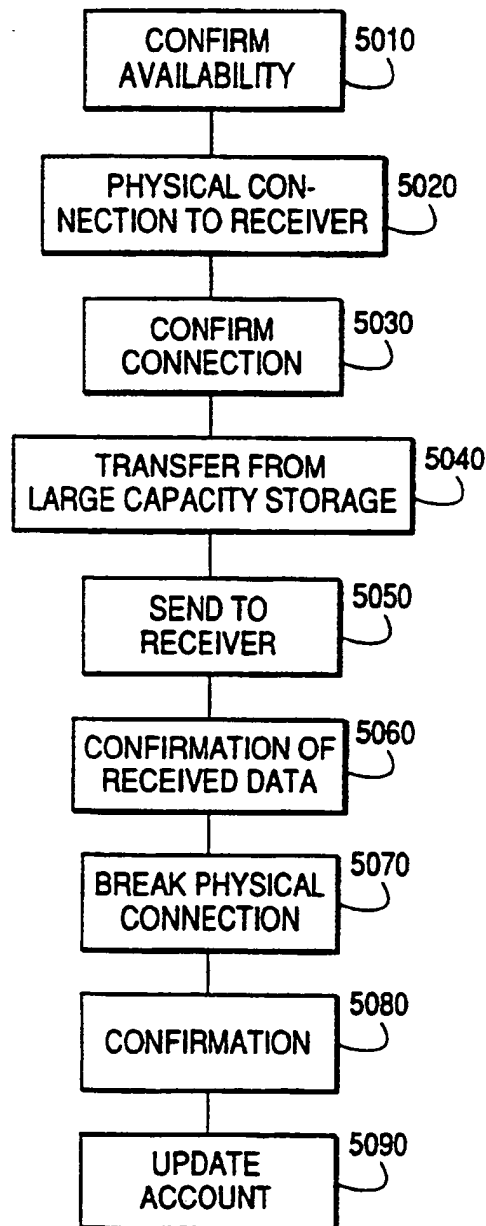 CONFIRM
AVAILABILITY
5010
PHYSICAL CON-
NECTION TO RECEIVER
5020
CONFIRM
CONNECTION
5030
TRANSFER FROM
LARGE CAPACITY STORAGE
5040
SEND TO
RECEIVER
5050
CONFIRMATION OF
RECEIVED DATA
5060
BREAK PHYSICAL
CONNECTION
5070
CONFIRMATION
5080
UPDATE
ACCOUNT
5090